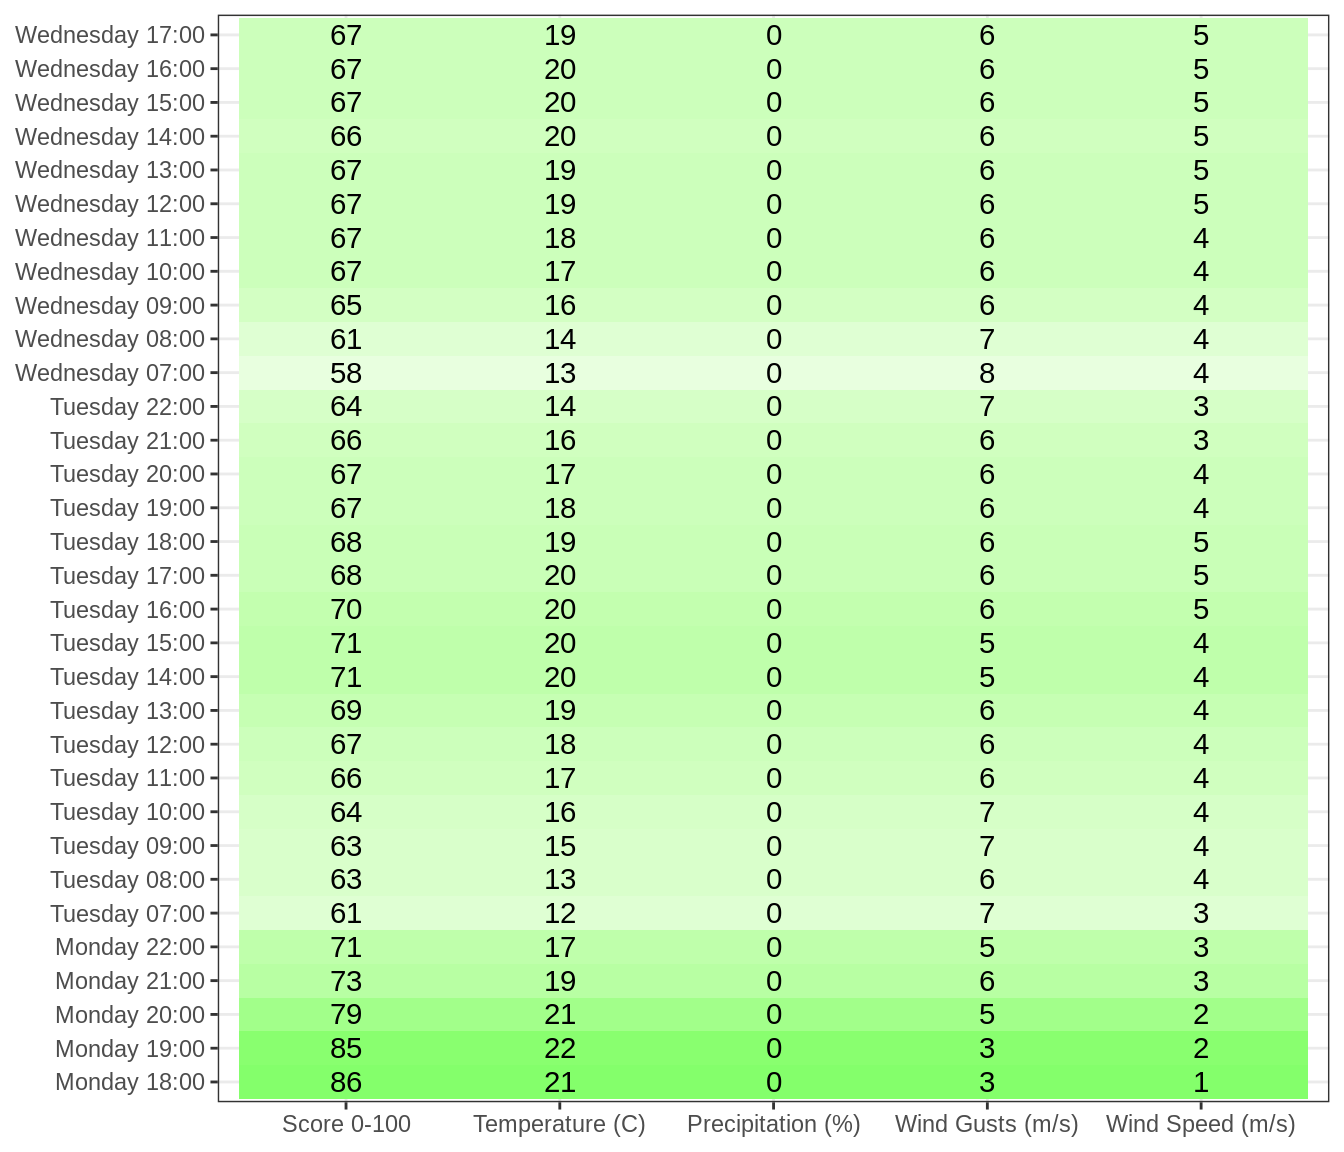 Wednesday 17:00 67 19 0 6 5
Wednesday 16:00 67 20 0 6 5
Wednesday 15:00 67 20 0 6 5
Wednesday 14:00 66 20 0 6 5
Wednesday 13:00 67 19 0 6 5
Wednesday 12:00 67 19 0 6 5
Wednesday 11:00 67 18 0 6 4
Wednesday 10:00 67 17 0 6 4
Wednesday 09:00 65 16 0 6 4
Wednesday 08:00 61 14 0 7 4
Wednesday 07:00 58 13 0 8 4
Tuesday 22:00 64 14 0 7 3
Tuesday 21:00 66 16 0 6 3
Tuesday 20:00 67 17 0 6 4
Tuesday 19:00 67 18 0 6 4
Tuesday 18:00 68 19 0 6 5
Tuesday 17:00 68 20 0 6 5
Tuesday 16:00 70 20 0 6 5
Tuesday 15:00 71 20 0 5 4
Tuesday 14:00 71 20 0 5 4
Tuesday 13:00 69 19 0 6 4
Tuesday 12:00 67 18 0 6 4
Tuesday 11:00 66 17 0 6 4
Tuesday 10:00 64 16 0 7 4
Tuesday 09:00 63 15 0 7 4
Tuesday 08:00 63 13 0 6 4
Tuesday 07:00 61 12 0 7 3
Monday 22:00 71 17 0 5 3
Monday 21:00 73 19 0 6 3
Monday 20:00 79 21 0 5 2
Monday 19:00 85 22 0 3 2
Monday 18:00 86 21 0 3 1
Score 0-100 Temperature (C) Precipitation (%) Wind Gusts (m/s) Wind Speed (m/s)